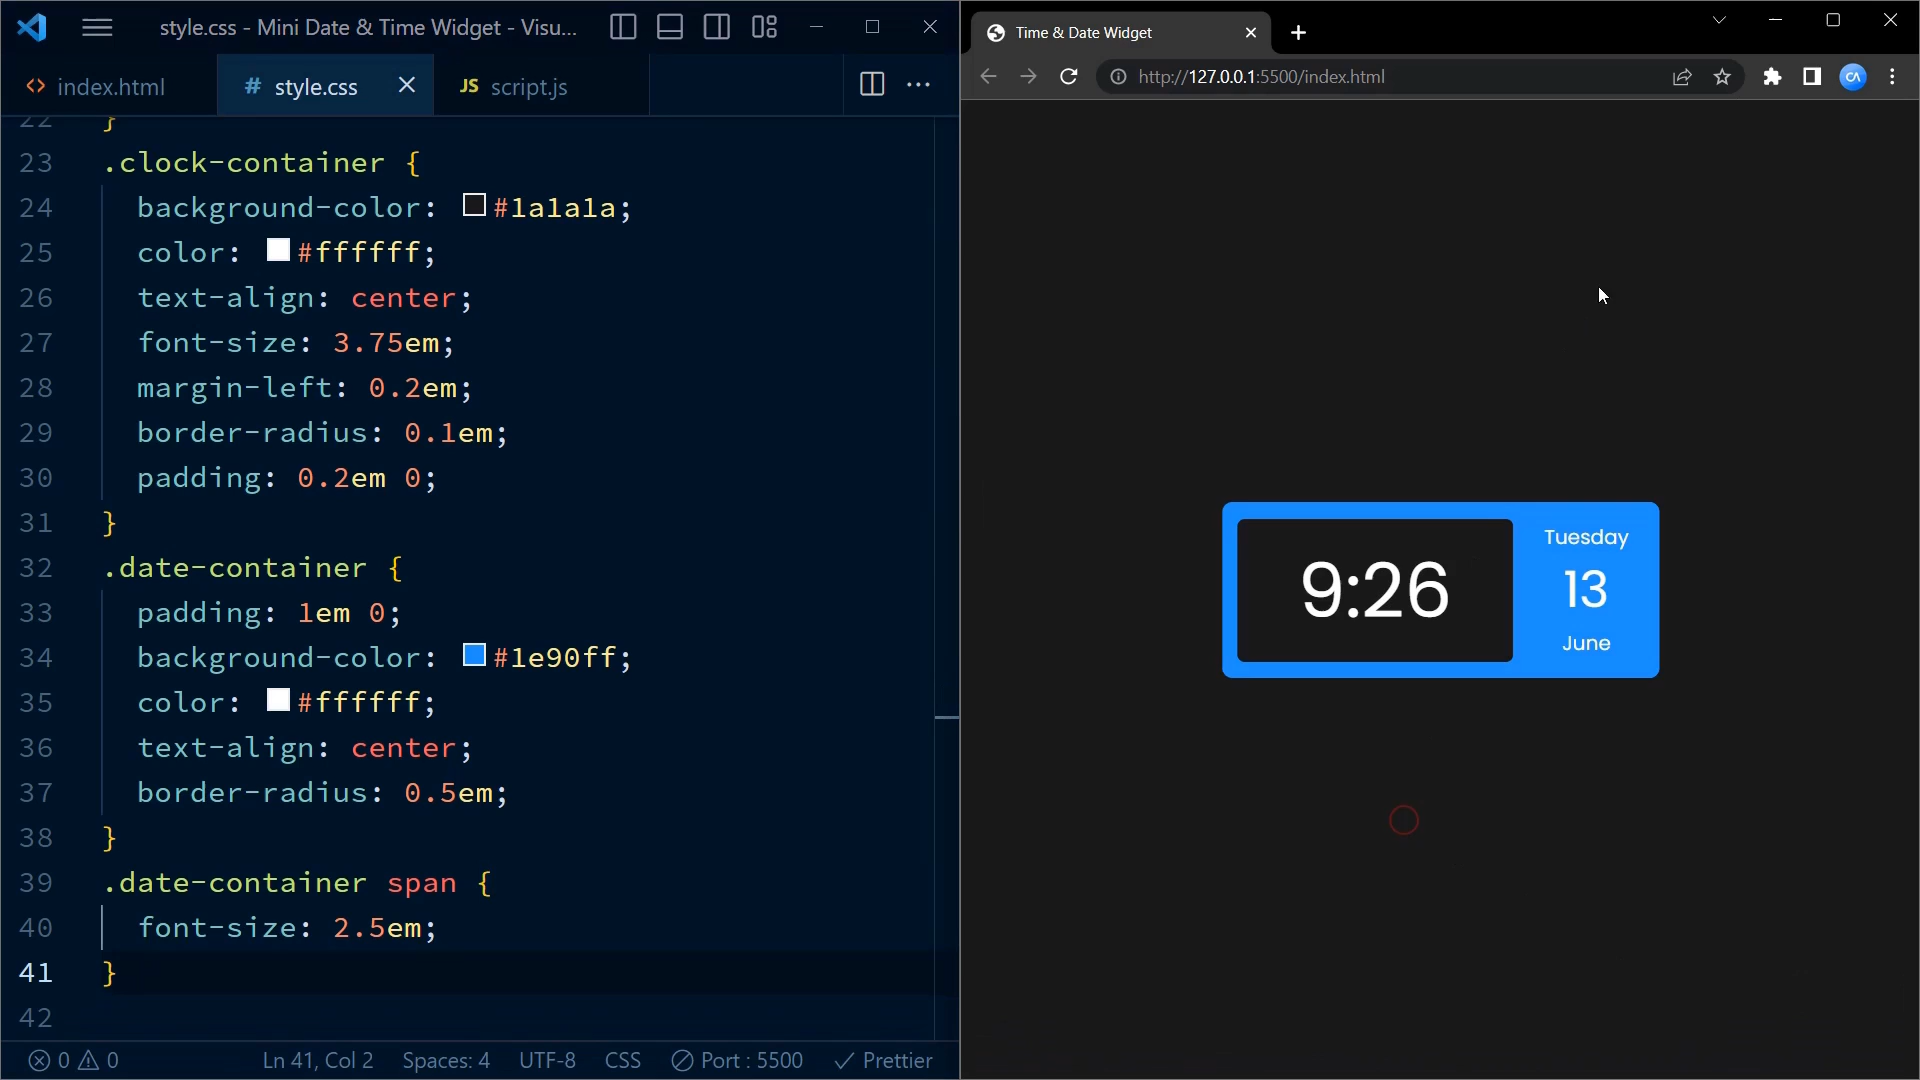 style.css - Mini Date & Time Widget - Visu...
index.html
# style.css
JS script.js
22 }
23 .clock-container {
24 background-color: #1a1a1a;
25 color: #ffffff;
26 text-align: center;
27 font-size: 3.75em;
28 margin-left: 0.2em;
29 border-radius: 0.1em;
30 padding: 0.2em 0;
31 }
32 .date-container {
33 padding: 1em 0;
34 background-color: #1e90ff;
35 color: #ffffff;
36 text-align: center;
37 border-radius: 0.5em;
38 }
39 .date-container span {
40 font-size: 2.5em;
41 }
42
0 0 Ln 41, Col 2 Spaces: 4 UTF-8 CSS Port : 5500 Prettier
Time & Date Widget
http://127.0.0.1:5500/index.html
CA
9:26
Tuesday
13
June